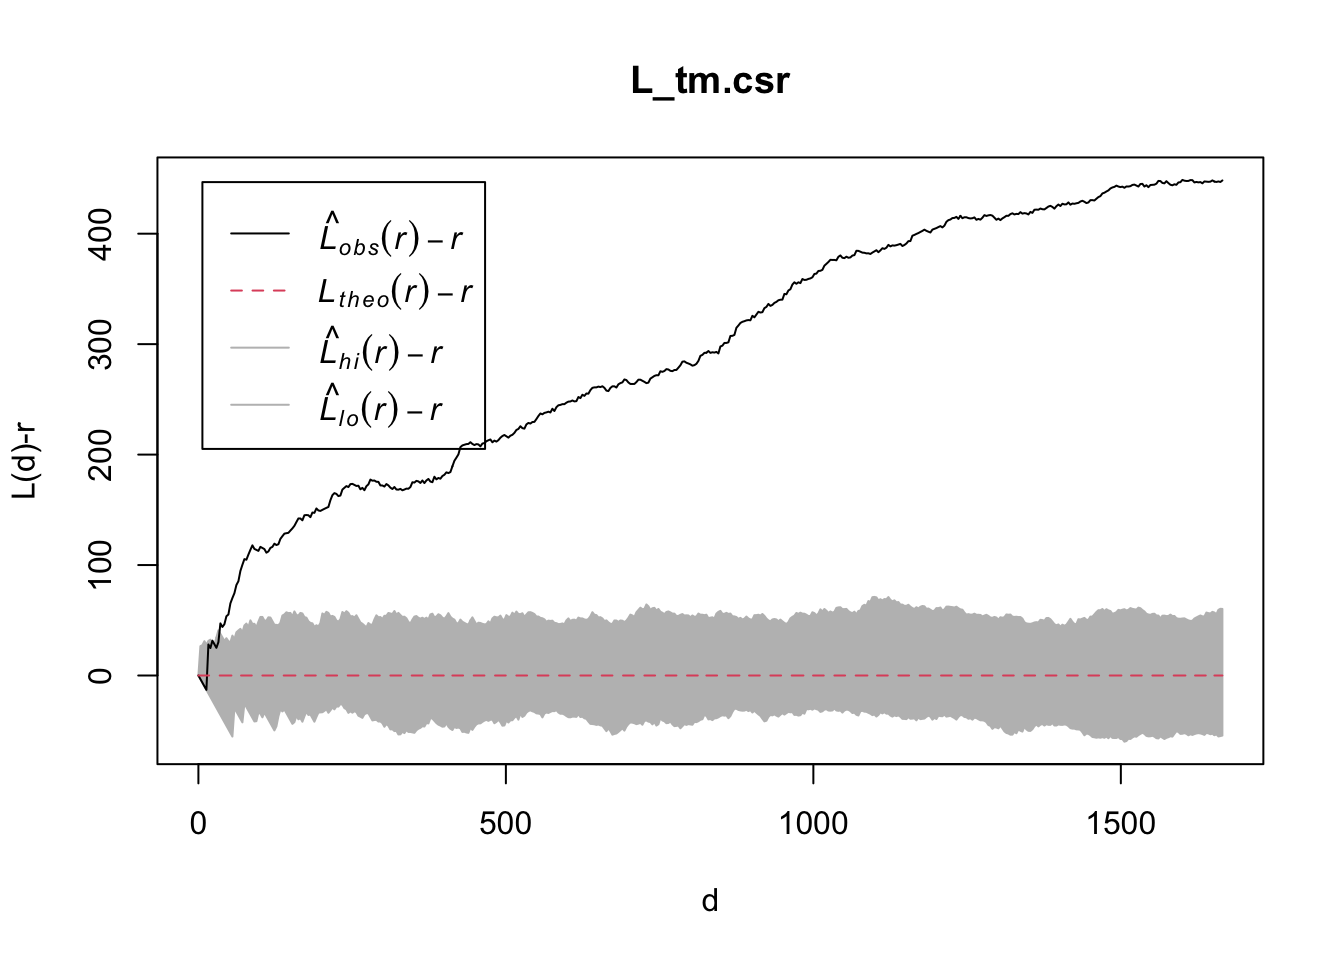 L_tm.csr
L̂obs(r) − r
Ltheo(r) − r
L̂hi(r) − r
L̂lo(r) − r
L(d)-r
400
300
200
100
0
0 500 1000 1500
d